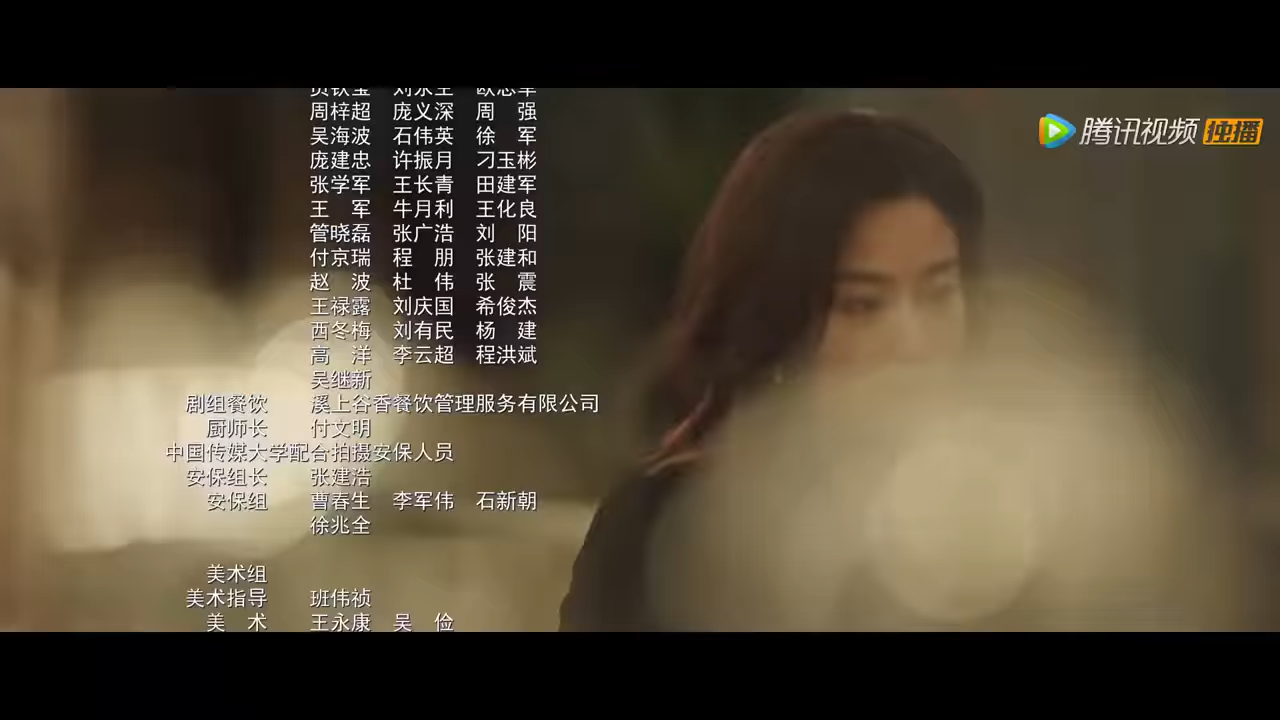 周梓超 庞义深 周 强
吴海波 石伟英 徐 军
庞建忠 许振月 刁玉彬
张学军 王长青 田建军
王 军 牛月利 王化良
管晓磊 张广浩 刘 阳
付京瑞 程 朋 张建和
赵 波 杜 伟 张 震
王禄露 刘庆国 希俊杰
西冬梅 刘有民 杨 建
高 洋 李云超 程洪斌
吴继新
剧组餐饮 溪上谷香餐饮管理服务有限公司
厨师长 付文明
中国传媒大学配合拍摄安保人员
安保组长 张建浩
安保组 曹春生 李军伟 石新朝
徐兆全
美术组
美术指导 班伟祯
美 术 王永康 吴 俭
腾讯视频 独播